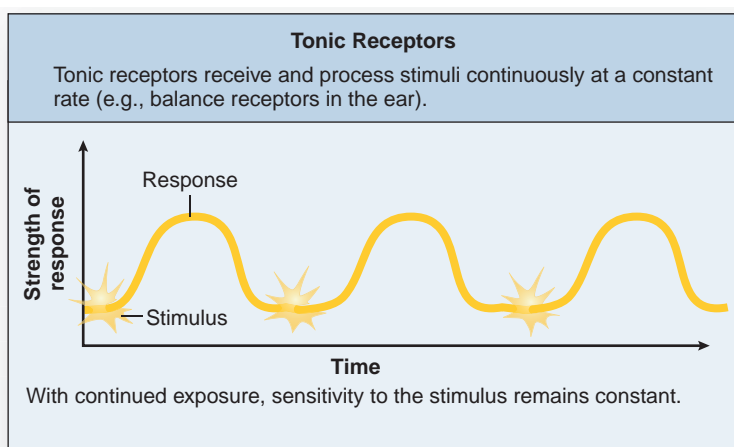 Tonic Receptors
Tonic receptors receive and process stimuli continuously at a constant
rate (e.g., balance receptors in the ear).
Response
Strength of
response
Stimulus
Time
With continued exposure, sensitivity to the stimulus remains constant.